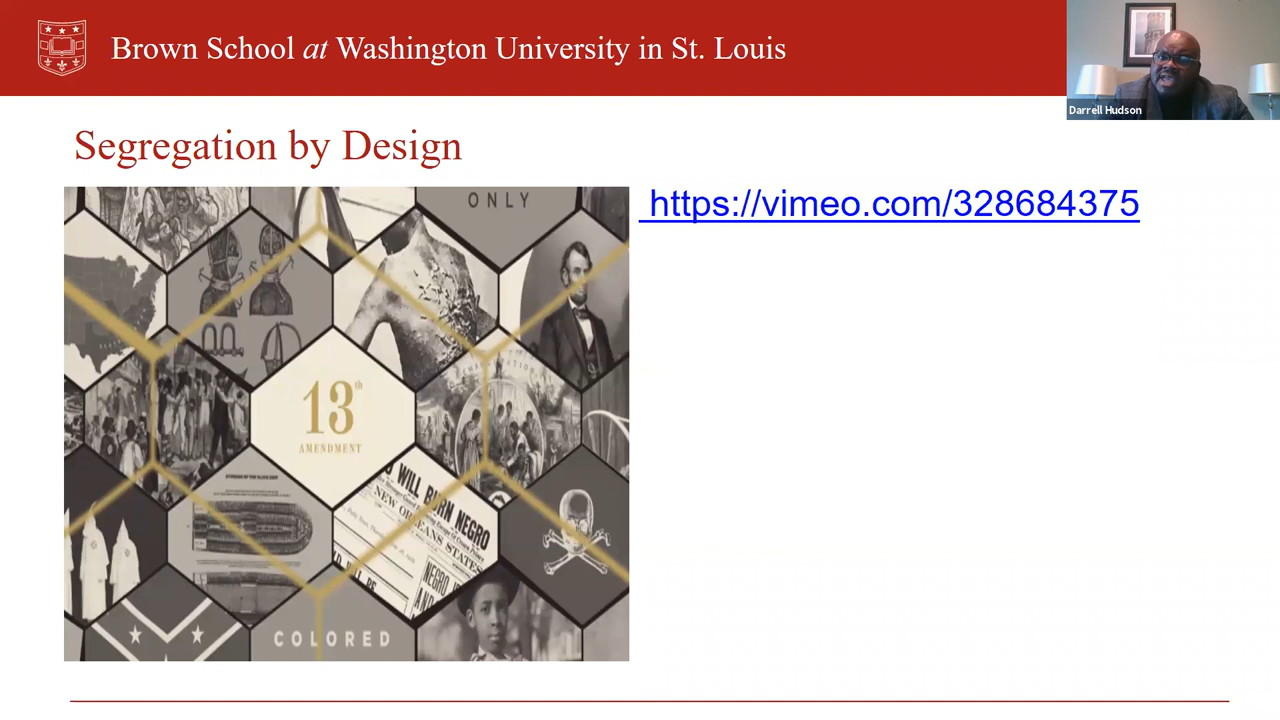 Brown School at Washington University in St. Louis
Darrell Hudson
Segregation by Design
https://vimeo.com/328684375
ONLY
13th
AMENDMENT
WILL BURN NEGRO
NEW ORLEANS STATES
NEGRO
COLORED